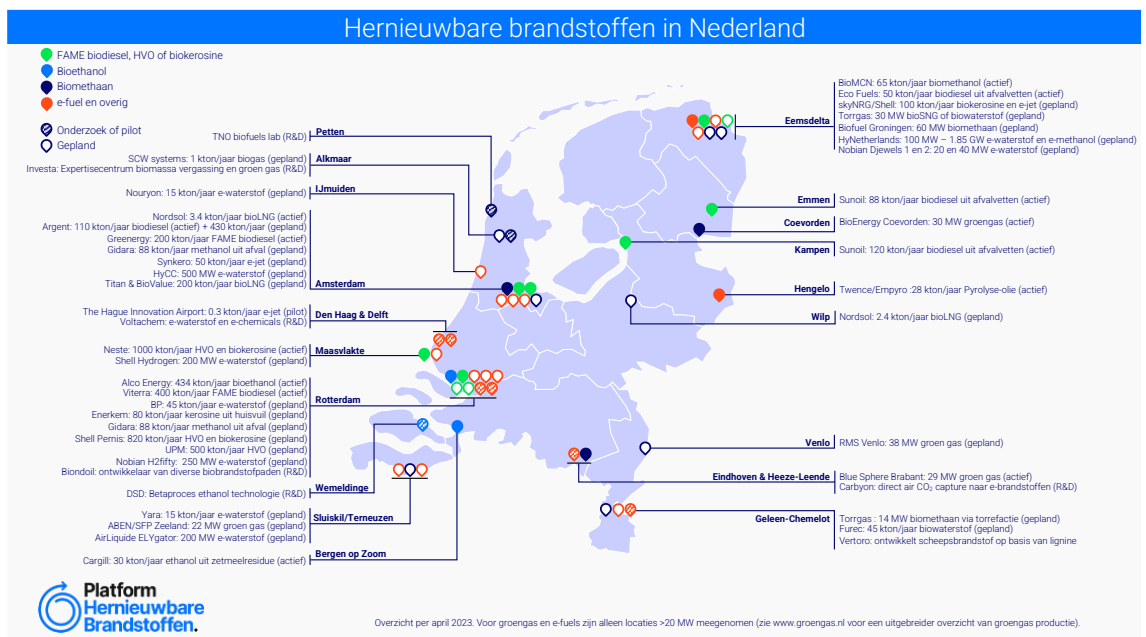 Hernieuwbare brandstoffen in Nederland
FAME biodiesel, HVO of biokerosine
Bioethanol
Biomethaan
e-fuel en overig
Onderzoek of pilot
Gepland
TNO biofuels lab (R&D)
Petten
SCW systems: 1 kton/jaar biogas (gepland)
Investa: Expertisecentrum biomassa vergassing en groen gas (R&D)
Alkmaar
Nouryon: 15 kton/jaar e-waterstof (gepland)
IJmuiden
Nordsol: 3.4 kton/jaar bioLNG (actief)
Argent: 110 kton/jaar biodiesel (actief) + 430 kton/jaar (gepland)
Greenergy: 200 kton/jaar FAME biodiesel (actief)
Gidara: 88 kton/jaar methanol uit afval (gepland)
Synkero: 50 kton/jaar e-jet (gepland)
HyCC: 500 MW e-waterstof (gepland)
Titan & BioValue: 200 kton/jaar bioLNG (gepland)
Amsterdam
The Hague Innovation Airport: 0.3 kton/jaar e-jet (pilot)
Voltachem: e-waterstof en e-chemicals (R&D)
Den Haag & Delft
Neste: 1000 kton/jaar HVO en biokerosine (actief)
Shell Hydrogen: 200 MW e-waterstof (gepland)
Maasvlakte
Alco Energy: 434 kton/jaar bioethanol (actief)
Viterra: 400 kton/jaar FAME biodiesel (actief)
BP: 45 kton/jaar e-waterstof (gepland)
Enerkem: 80 kton/jaar kerosine uit huisvuil (gepland)
Gidara: 88 kton/jaar methanol uit afval (gepland)
Shell Pernis: 820 kton/jaar HVO en biokerosine (gepland)
UPM: 500 kton/jaar HVO (gepland)
Nobian H2fifty: 250 MW e-waterstof (gepland)
Biondoil: ontwikkelaar van diverse biobrandstofpaden (R&D)
Rotterdam
DSD: Betaproces ethanol technologie (R&D)
Wemeldinge
Yara: 15 kton/jaar e-waterstof (gepland)
ABEN/SFP Zeeland: 22 MW groen gas (gepland)
AirLiquide ELYgator: 200 MW e-waterstof (gepland)
Sluiskil/Terneuzen
Cargill: 30 kton/jaar ethanol uit zetmeelresidue (actief)
Bergen op Zoom
Eemsdelta
BioMCN: 65 kton/jaar biomethanol (actief)
Eco Fuels: 50 kton/jaar biodiesel uit afvalvetten (actief)
skyNRG/Shell: 100 kton/jaar biokerosine en e-jet (gepland)
Torrgas: 30 MW bioSNG of biowaterstof (gepland)
Biofuel Groningen: 60 MW biomethaan (gepland)
HyNetherlands: 100 MW – 1.85 GW e-waterstof en e-methanol (gepland)
Nobian Djewels 1 en 2: 20 en 40 MW e-waterstof (gepland)
Emmen
Sunoil: 88 kton/jaar biodiesel uit afvalvetten (actief)
Coevorden
BioEnergy Coevorden: 30 MW groengas (actief)
Kampen
Sunoil: 120 kton/jaar biodiesel uit afvalvetten (actief)
Hengelo
Twence/Empyro :28 kton/jaar Pyrolyse-olie (actief)
Wilp
Nordsol: 2.4 kton/jaar bioLNG (gepland)
Venlo
RMS Venlo: 38 MW groen gas (gepland)
Eindhoven & Heeze-Leende
Blue Sphere Brabant: 29 MW groen gas (actief)
Carbyon: direct air CO₂ capture naar e-brandstoffen (R&D)
Geleen-Chemelot
Torrgas : 14 MW biomethaan via torrefactie (gepland)
Furec: 45 kton/jaar biowaterstof (gepland)
Vertoro: ontwikkelt scheepsbrandstof op basis van lignine
Platform
Hernieuwbare
Brandstoffen.
Overzicht per april 2023. Voor groengas en e-fuels zijn alleen locaties >20 MW meegenomen (zie www.groengas.nl voor een uitgebreider overzicht van groengas productie).